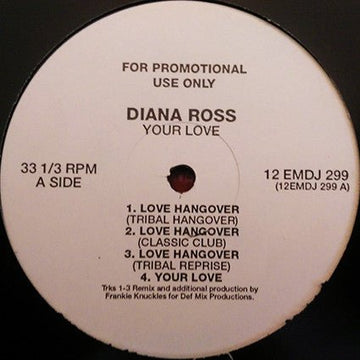 FOR PROMOTIONAL
USE ONLY
DIANA ROSS
YOUR LOVE
33 1/3 RPM
A SIDE
12 EMDJ 299
(12EMDJ 299 A)
1. LOVE HANGOVER
(TRIBAL HANGOVER)
2. LOVE HANGOVER
(CLASSIC CLUB)
3. LOVE HANGOVER
(TRIBAL REPRISE)
4. YOUR LOVE
Trks 1-3 Remix and additional production by
Frankie Knuckles for Def Mix Productions.